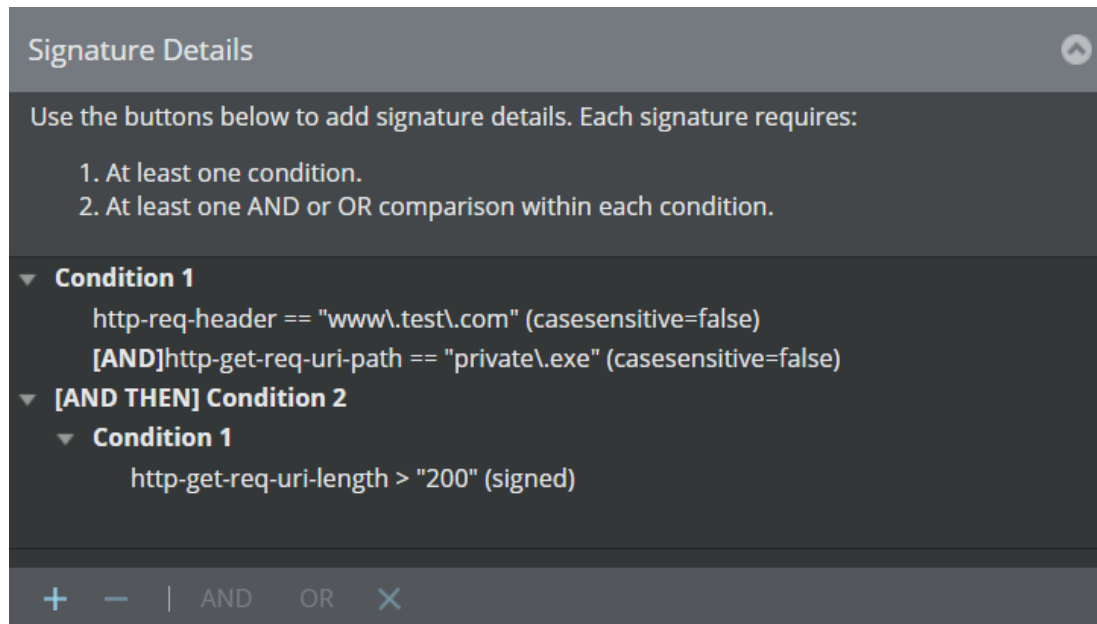 Signature Details
Use the buttons below to add signature details. Each signature requires:
1. At least one condition.
2. At least one AND or OR comparison within each condition.
Condition 1
http-req-header == "www\.test\.com" (casesensitive=false)
[AND]http-get-req-uri-path == "private\.exe" (casesensitive=false)
[AND THEN] Condition 2
Condition 1
http-get-req-uri-length > "200" (signed)
+ − | AND OR ×